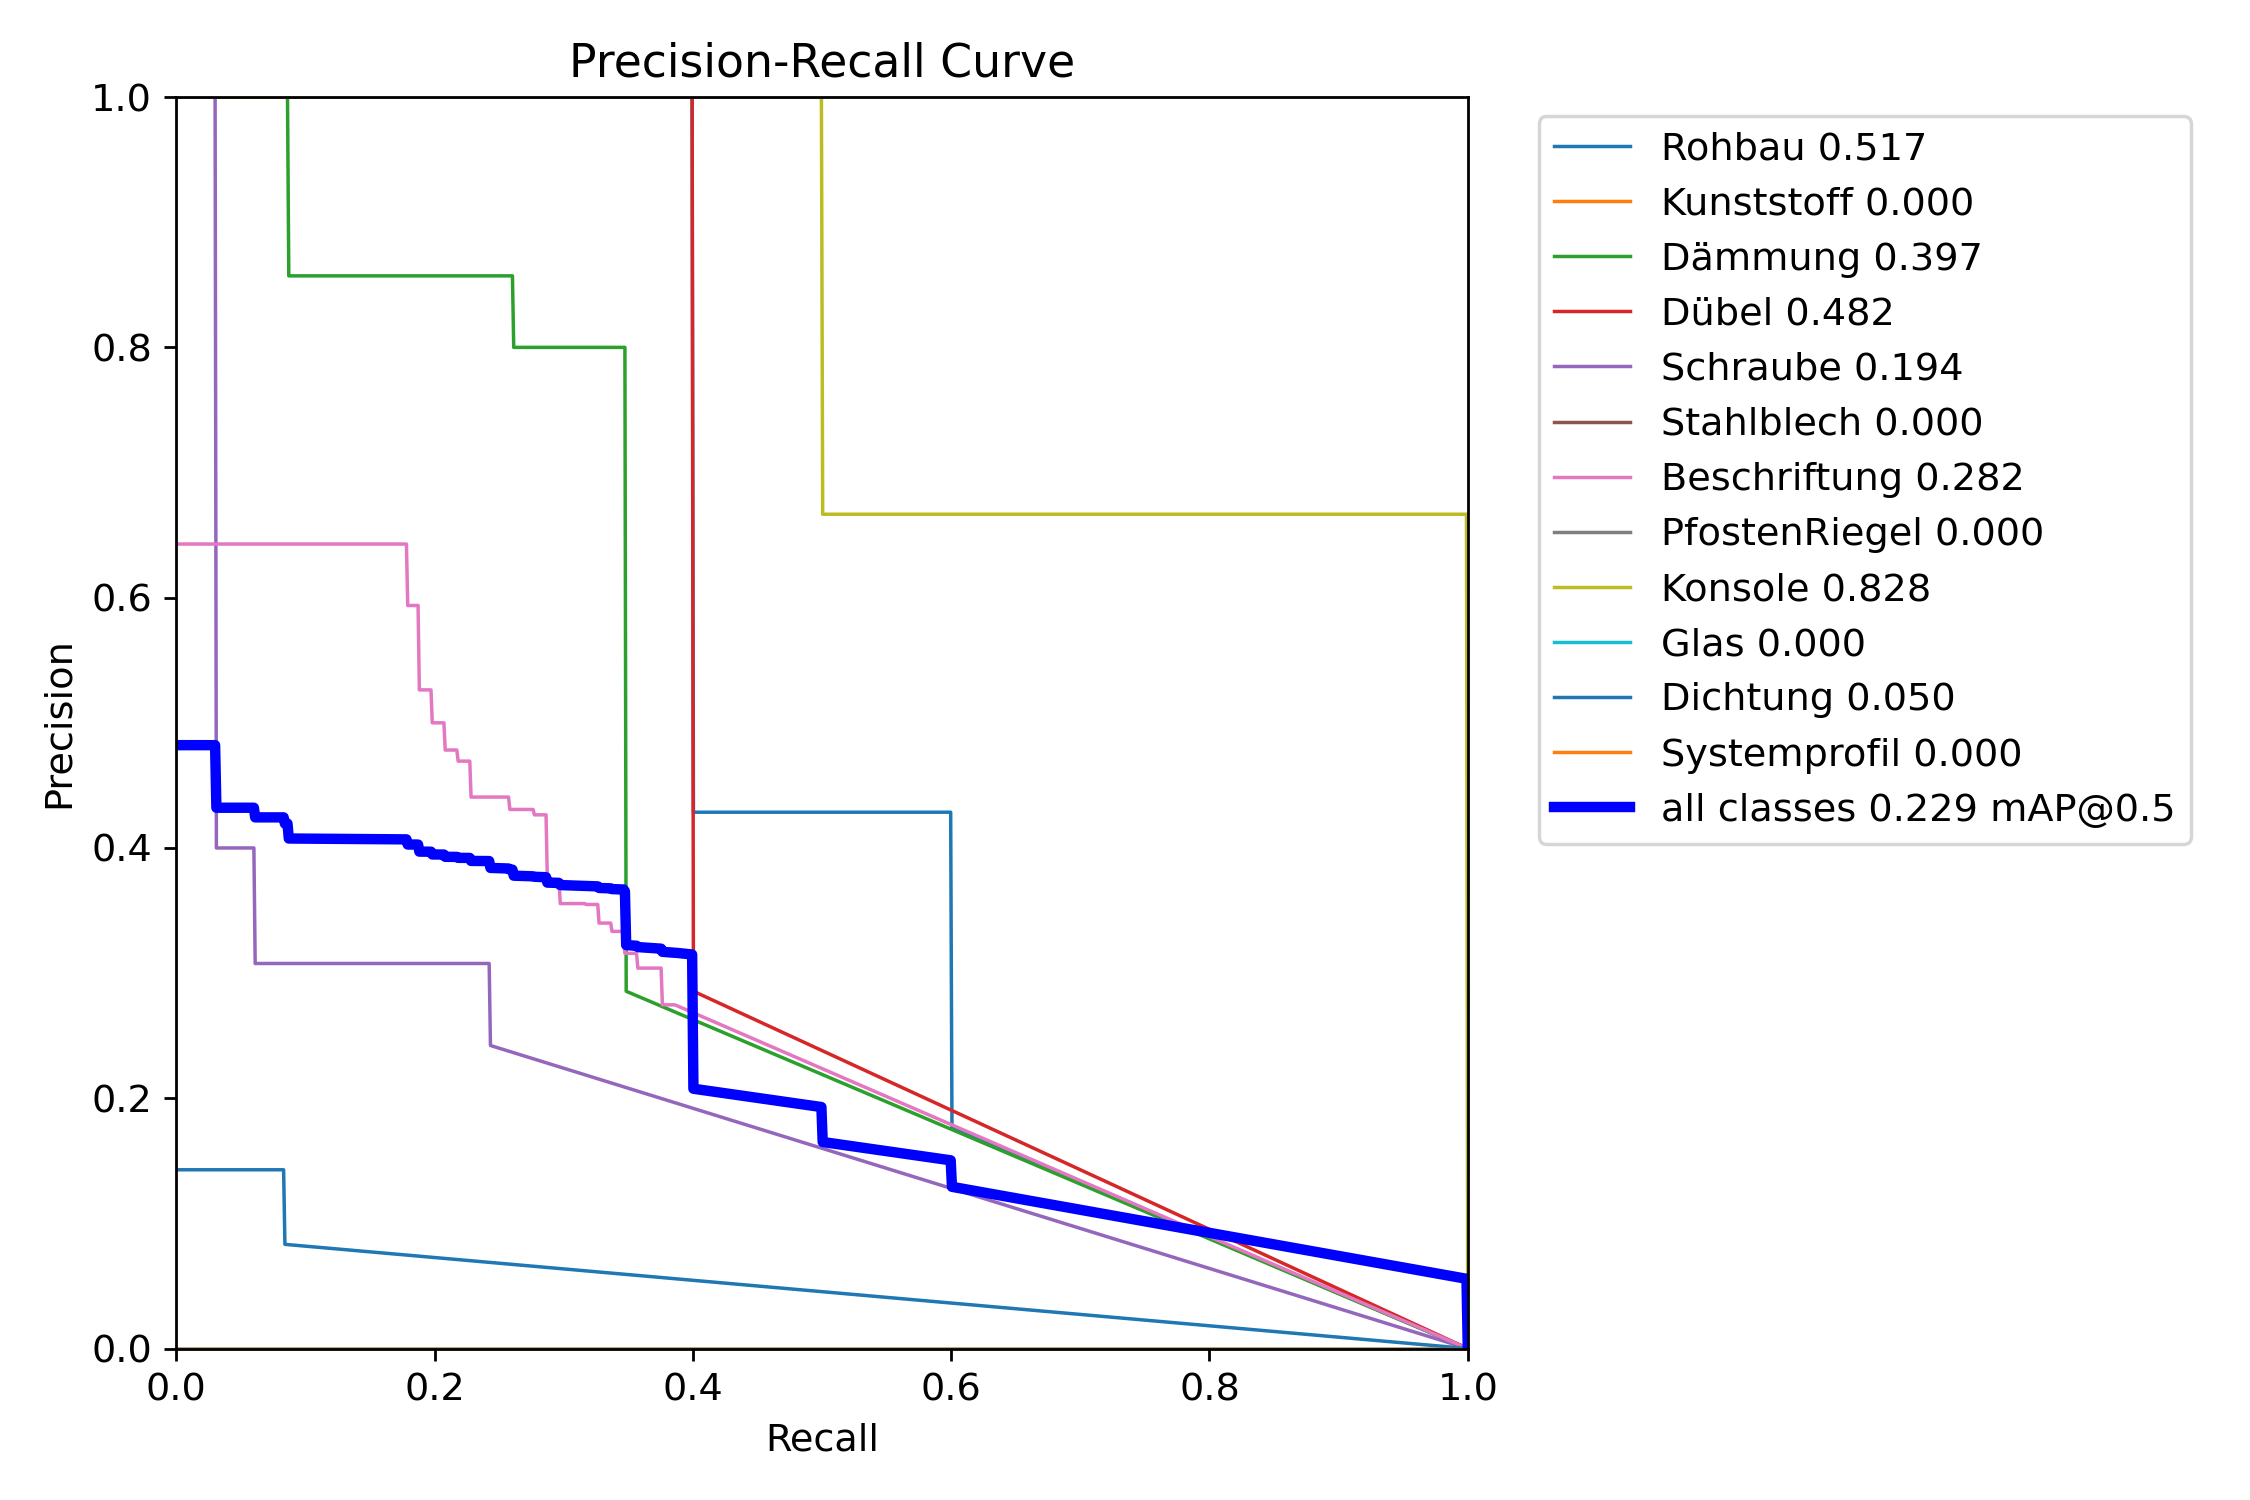 Precision-Recall Curve
1.0
0.8
0.6
0.4
0.2
0.0
Precision
0.0 0.2 0.4 0.6 0.8 1.0
Recall
Rohbau 0.517
Kunststoff 0.000
Dämmung 0.397
Dübel 0.482
Schraube 0.194
Stahlblech 0.000
Beschriftung 0.282
PfostenRiegel 0.000
Konsole 0.828
Glas 0.000
Dichtung 0.050
Systemprofil 0.000
all classes 0.229 mAP@0.5